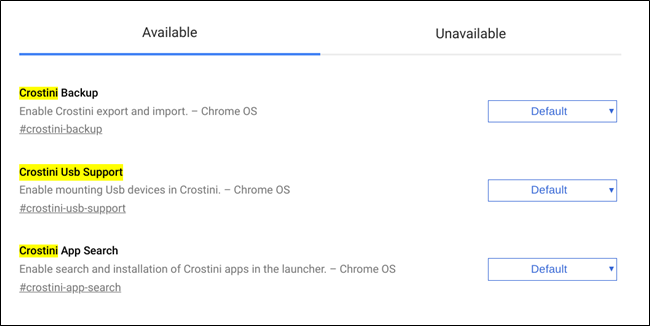 Available Unavailable
Crostini Backup
Enable Crostini export and import. – Chrome OS
Default
#crostini-backup
Crostini Usb Support
Enable mounting Usb devices in Crostini. – Chrome OS
Default
#crostini-usb-support
Crostini App Search
Enable search and installation of Crostini apps in the launcher. – Chrome OS
Default
#crostini-app-search